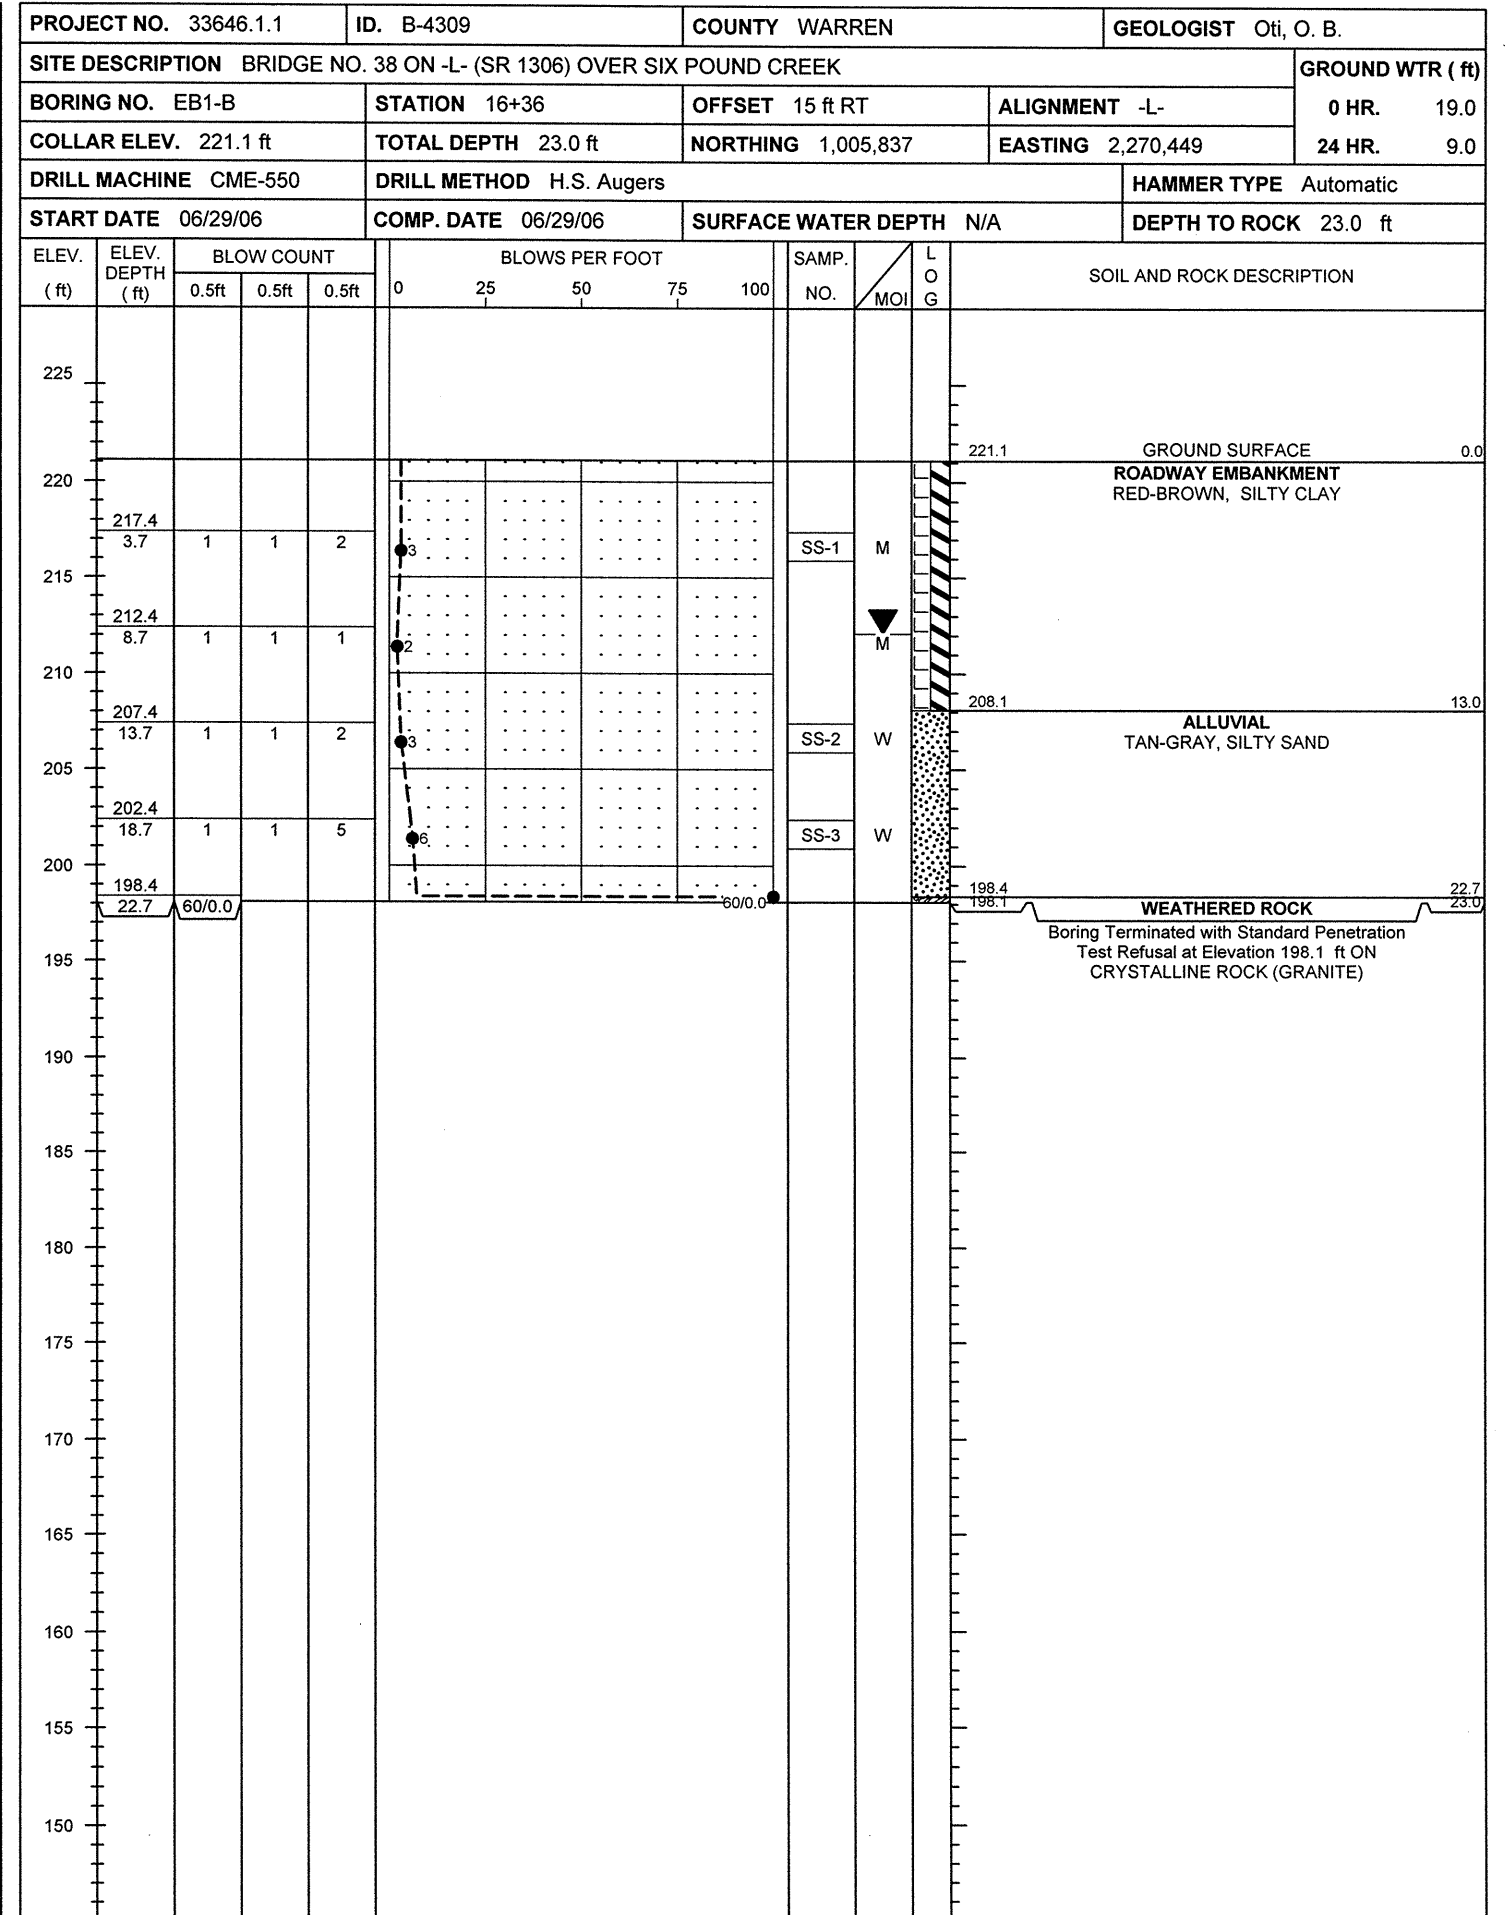 PROJECT NO. 33646.1.1 ID. B-4309 COUNTY WARREN GEOLOGIST Oti, O. B.
SITE DESCRIPTION BRIDGE NO. 38 ON -L- (SR 1306) OVER SIX POUND CREEK GROUND WTR ( ft)
BORING NO. EB1-B STATION 16+36 OFFSET 15 ft RT ALIGNMENT -L- 0 HR. 19.0
COLLAR ELEV. 221.1 ft TOTAL DEPTH 23.0 ft NORTHING 1,005,837 EASTING 2,270,449 24 HR. 9.0
DRILL MACHINE CME-550 DRILL METHOD H.S. Augers HAMMER TYPE Automatic
START DATE 06/29/06 COMP. DATE 06/29/06 SURFACE WATER DEPTH N/A DEPTH TO ROCK 23.0 ft
ELEV. ELEV. BLOW COUNT BLOWS PER FOOT SAMP. L
DEPTH O SOIL AND ROCK DESCRIPTION
( ft) ( ft) 0.5ft 0.5ft 0.5ft 0 25 50 75 100 NO. MOI G
225
221.1 GROUND SURFACE 0.0
ROADWAY EMBANKMENT
220
RED-BROWN, SILTY CLAY
217.4
3.7 1 1 2 3 SS-1 M
215
212.4
8.7 1 1 1 2 M
210
208.1 13.0
207.4 ALLUVIAL
13.7 1 1 2 3 SS-2 W TAN-GRAY, SILTY SAND
205
202.4
18.7 1 1 5 6 SS-3 W
200
198.4 198.4 22.7
22.7 60/0.0 60/0.0 198.1 WEATHERED ROCK 23.0
Boring Terminated with Standard Penetration
195 Test Refusal at Elevation 198.1 ft ON
CRYSTALLINE ROCK (GRANITE)
190
185
180
175
170
165
160
155
150